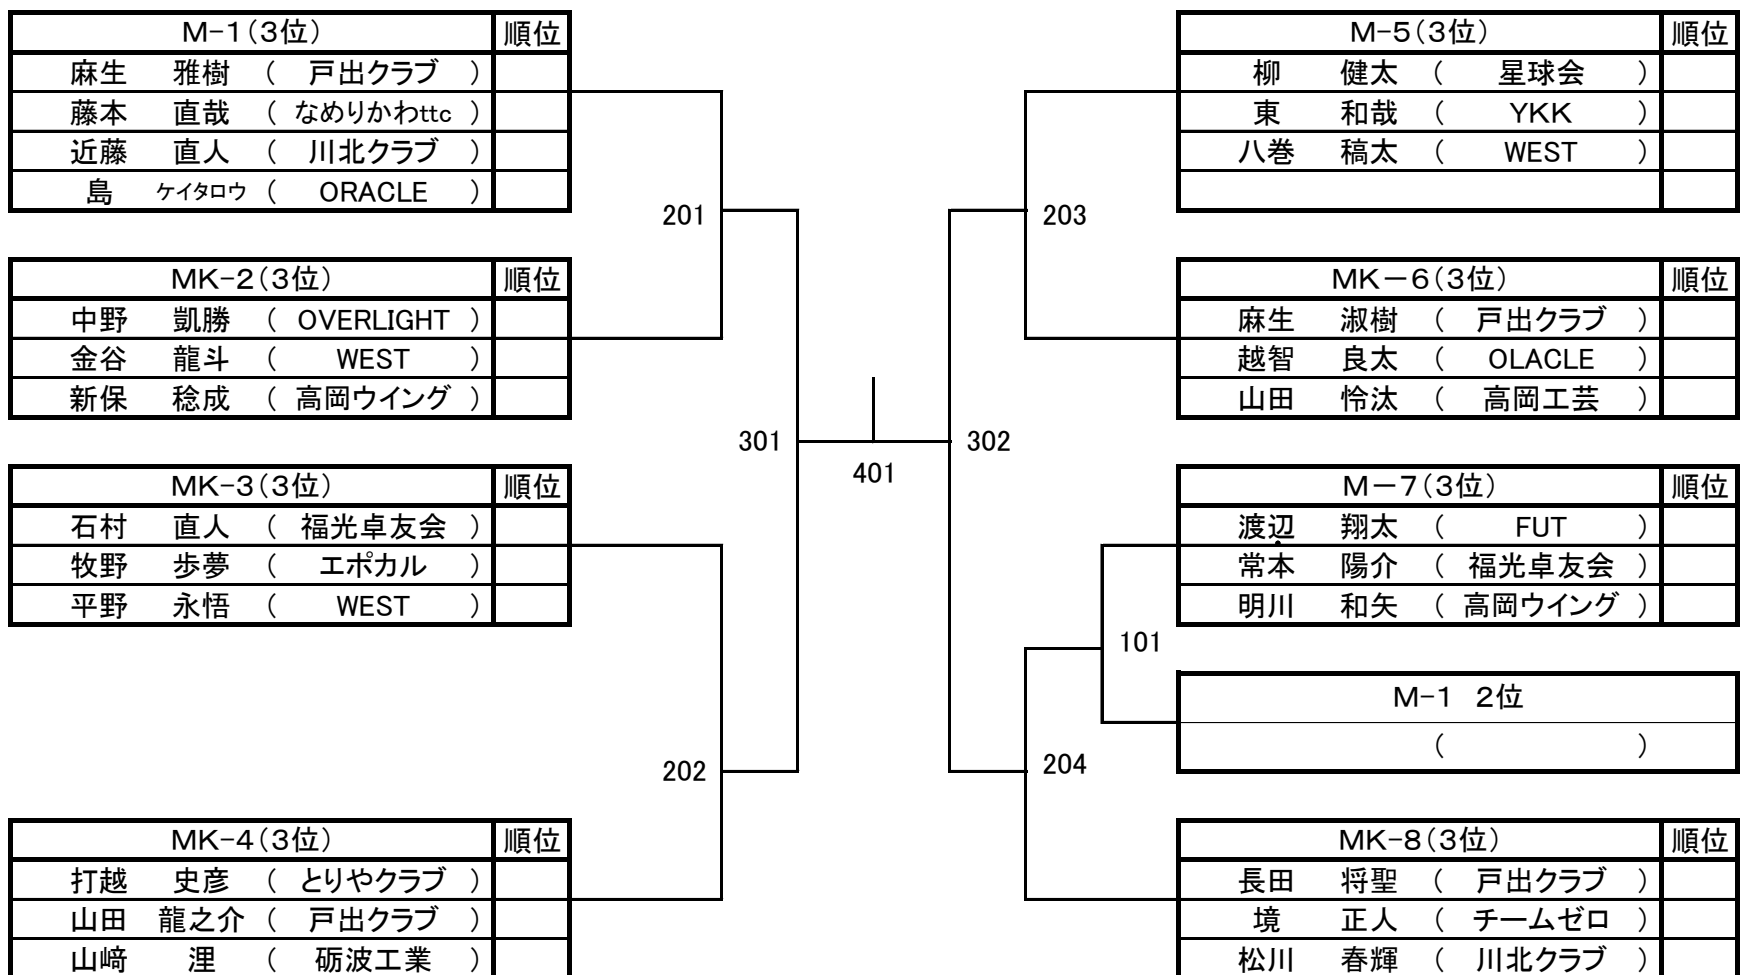 M-1(3位) 順位
麻生 雅樹 ( 戸出クラブ )
藤本 直哉 ( なめりかわttc )
近藤 直人 ( 川北クラブ )
島 ケイタロウ ( ORACLE )
MK-2(3位) 順位
中野 凱勝 ( OVERLIGHT )
金谷 龍斗 ( WEST )
新保 稔成 ( 高岡ウイング )
MK-3(3位) 順位
石村 直人 ( 福光卓友会 )
牧野 歩夢 ( エポカル )
平野 永悟 ( WEST )
MK-4(3位) 順位
打越 史彦 ( とりやクラブ )
山田 龍之介 ( 戸出クラブ )
山﨑 浬 ( 砺波工業 )
201
202
301
401
302
203
204
101
M-5(3位) 順位
柳 健太 ( 星球会 )
東 和哉 ( YKK )
八巻 稿太 ( WEST )
MK-6(3位) 順位
麻生 淑樹 ( 戸出クラブ )
越智 良太 ( OLACLE )
山田 怜汰 ( 高岡工芸 )
M-7(3位) 順位
渡辺 翔太 ( FUT )
常本 陽介 ( 福光卓友会 )
明川 和矢 ( 高岡ウイング )
M-1 2位
( )
MK-8(3位) 順位
長田 将聖 ( 戸出クラブ )
境 正人 ( チームゼロ )
松川 春輝 ( 川北クラブ )